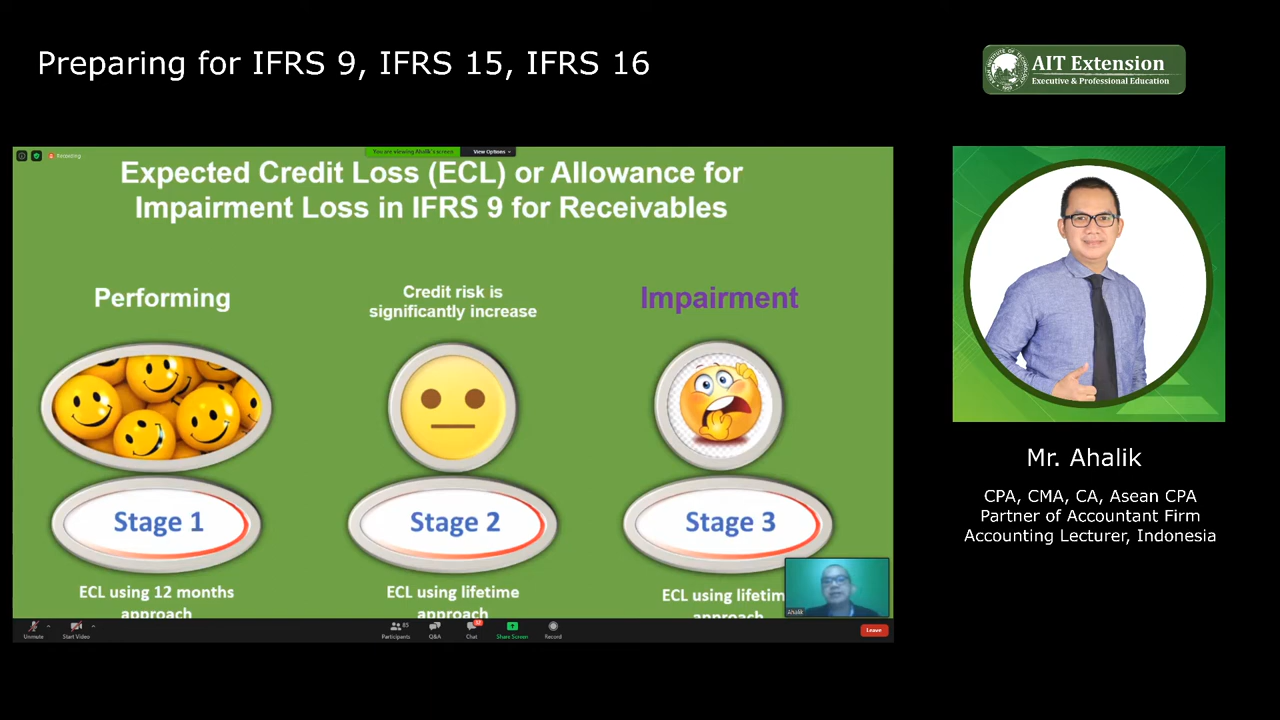 Preparing for IFRS 9, IFRS 15, IFRS 16
AIT Extension
Executive & Professional Education
Recording
You are viewing Ahalik's screen
View Options
Expected Credit Loss (ECL) or Allowance for
Impairment Loss in IFRS 9 for Receivables
Performing
Credit risk is
significantly increase
Impairment
Stage 1
Stage 2
Stage 3
ECL using 12 months
approach
ECL using lifetime
approach
ECL using lifetim
approach
Ahalik
Unmute
Start Video
Participants
85
Q&A
Chat
Share Screen
Record
Leave
Mr. Ahalik
CPA, CMA, CA, Asean CPA
Partner of Accountant Firm
Accounting Lecturer, Indonesia